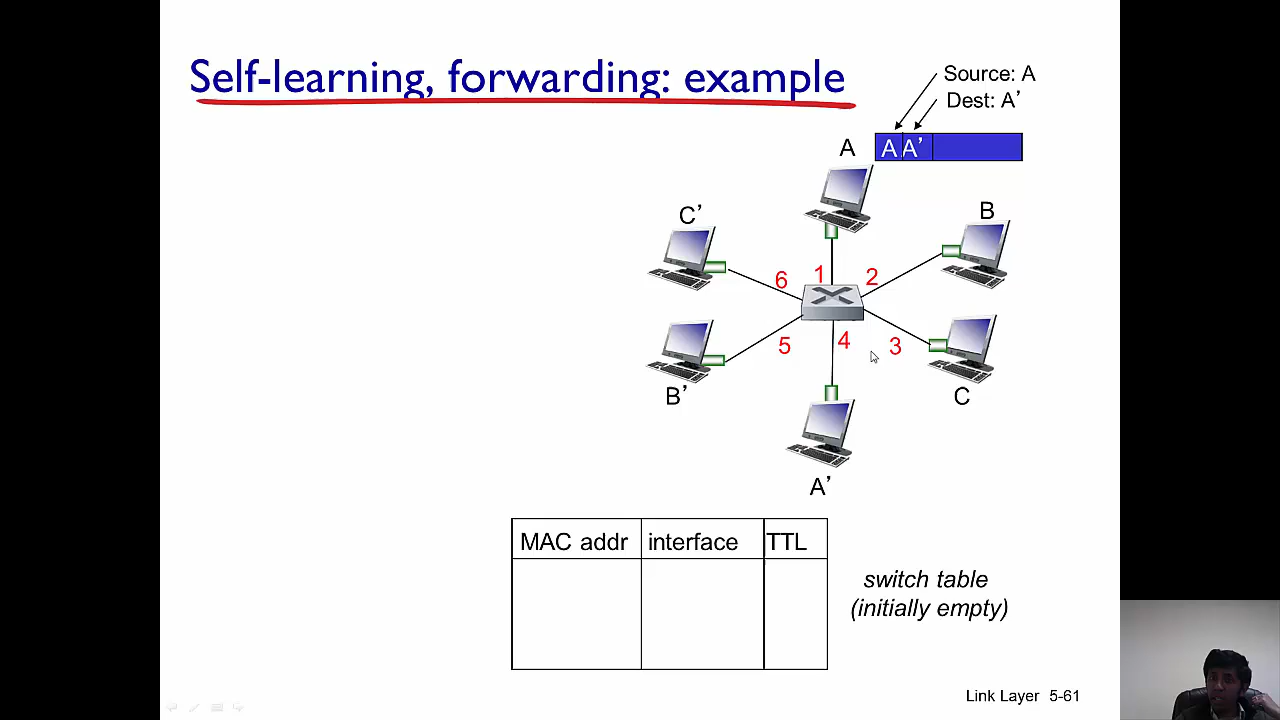 Self-learning, forwarding: example
Source: A
Dest: A’
A
A A’
C’
B
6
1
2
5
4
3
B’
C
A’
MAC addr interface TTL
switch table
(initially empty)
Link Layer 5-61